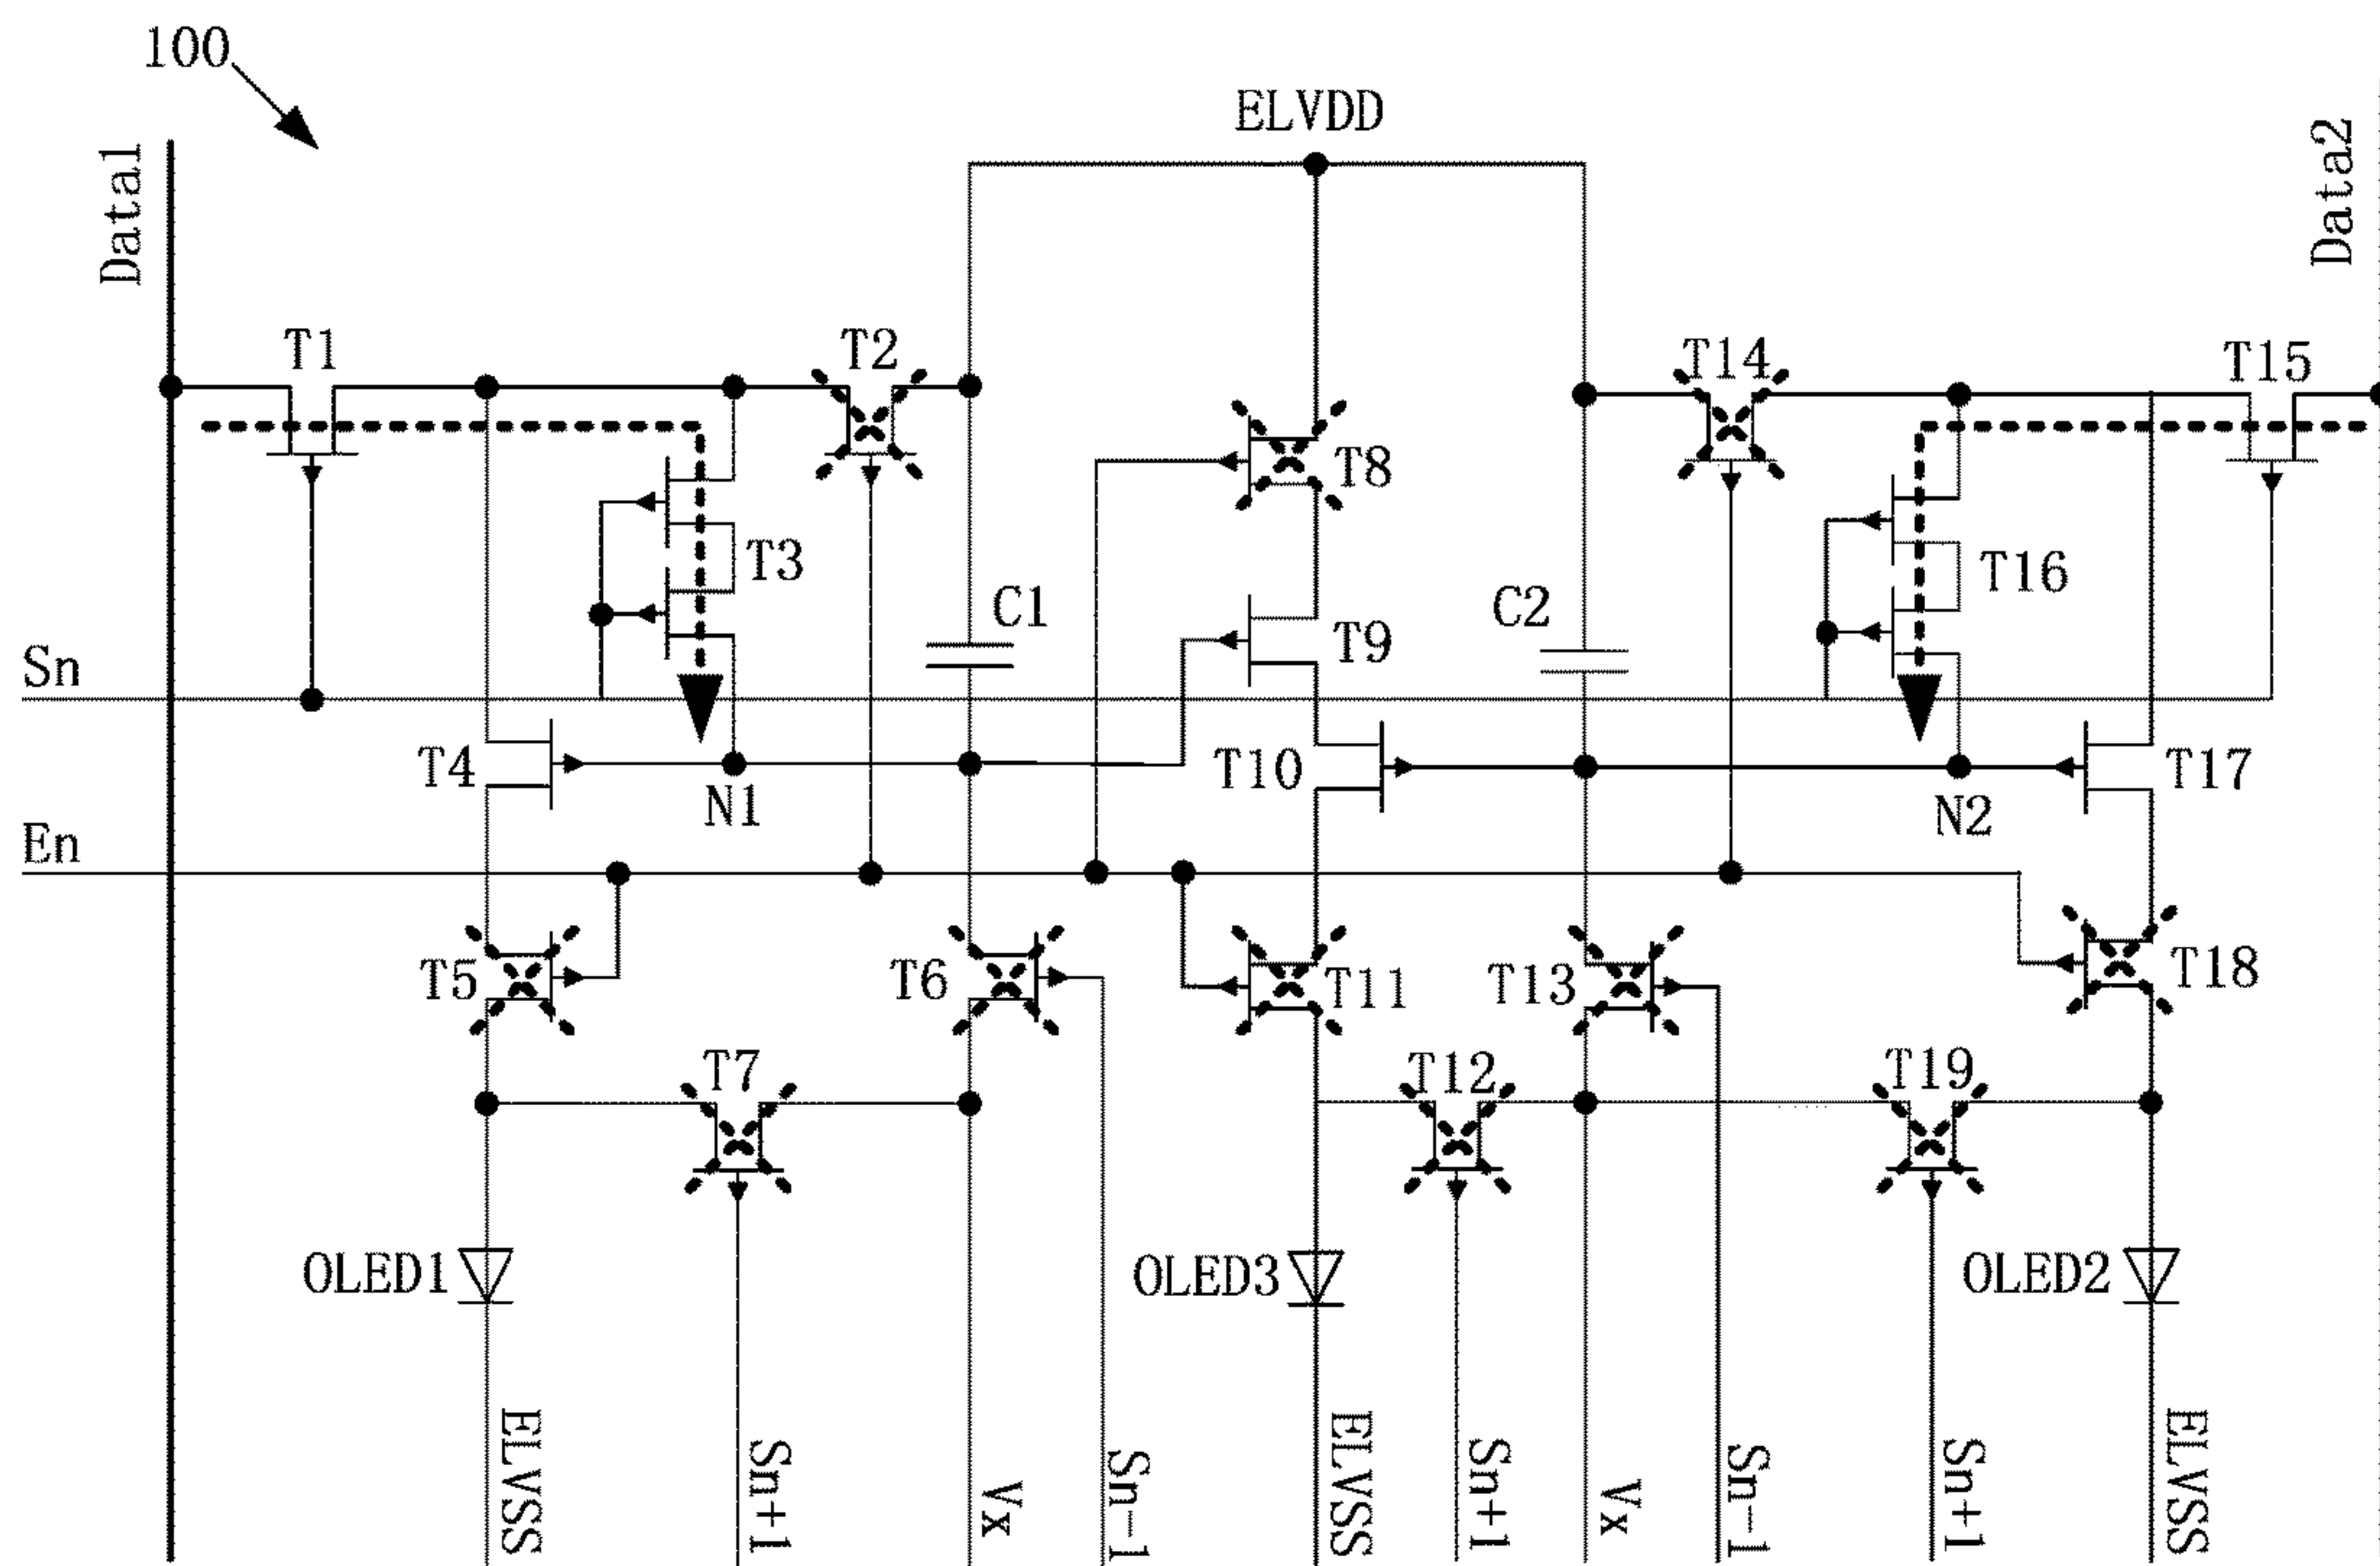 100
ELVDD
Data1
Data2
T1
T2
T14
T15
T8
T3
T16
C1
C2
T9
Sn
T4
T10
T17
N1
N2
En
T5
T6
T11
T13
T18
T7
T12
T19
OLED1
OLED3
OLED2
ELVSS
Sn+1
Vx
Sn-1
ELVSS
Sn+1
Vx
Sn-1
Sn+1
ELVSS